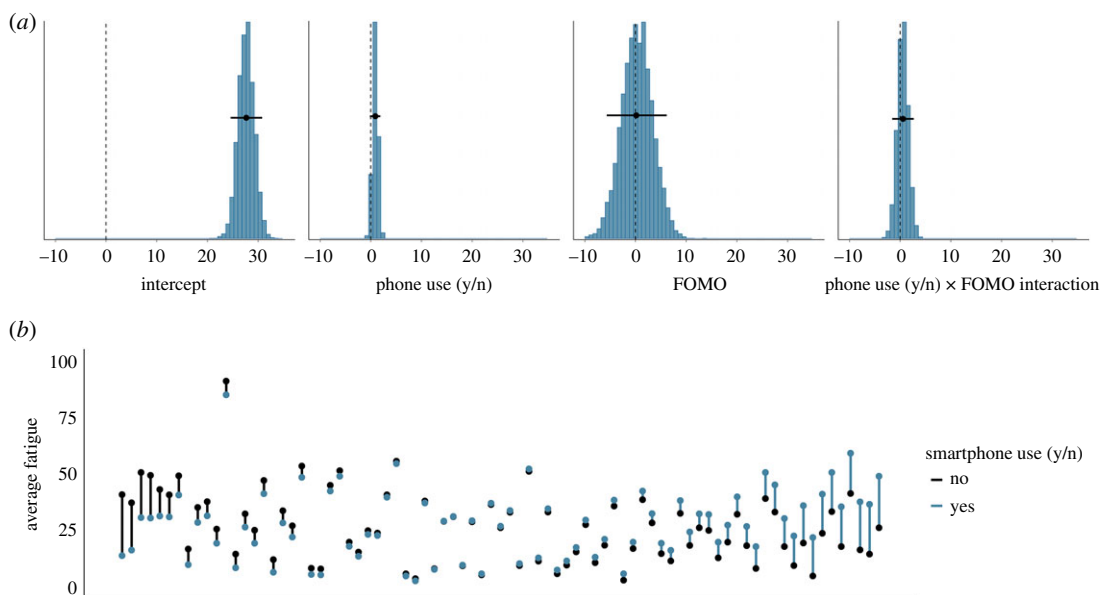 (a)
–10 0 10 20 30
intercept
–10 0 10 20 30
phone use (y/n)
–10 0 10 20 30
FOMO
–10 0 10 20 30
phone use (y/n) × FOMO interaction
(b)
average fatigue
100
75
50
25
0
smartphone use (y/n)
no
yes